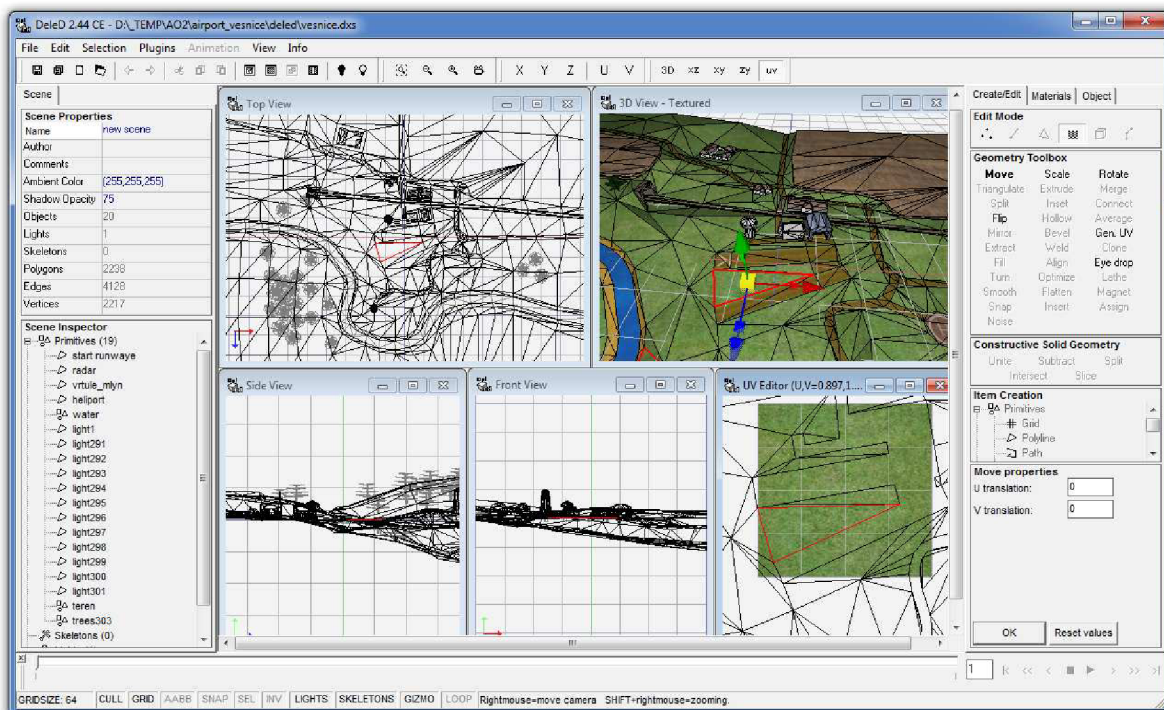 DeleD 2.44 CE - D:\_TEMP\AO2\airport_vesnice\deled\vesnice.dxs
File Edit Selection Plugins Animation View Info
X Y Z U V 3D xz xy zy uv
Scene
Scene Properties
Name new scene
Author
Comments
Ambient Color (255,255,255)
Shadow Opacity 75
Objects 20
Lights 1
Skeletons 0
Polygons 2238
Edges 4128
Vertices 2217
Scene Inspector
Primitives (19)
start runwaye
radar
vrtule_mlyn
heliport
water
light1
light291
light292
light293
light294
light295
light296
light297
light298
light299
light300
light301
teren
trees303
Skeletons (0)
Top View
3D View - Textured
Side View
Front View
UV Editor (U,V=0.897,1....
Create/Edit Materials Object
Edit Mode
Geometry Toolbox
Move Scale Rotate
Triangulate Extrude Merge
Split Inset Connect
Flip Hollow Average
Mirror Bevel Gen. UV
Extract Weld Clone
Fill Align Eye drop
Turn Optimize Lathe
Smooth Flatten Magnet
Snap Insert Assign
Noise
Constructive Solid Geometry
Unite Subtract Split
Intersect Slice
Item Creation
Primitives
Grid
Polyline
Path
Move properties
U translation: 0
V translation: 0
OK Reset values
1
GRIDSIZE: 64 CULL GRID AABB SNAP SEL INV LIGHTS SKELETONS GIZMO LOOP Rightmouse=move camera SHIFT+rightmouse=zooming.